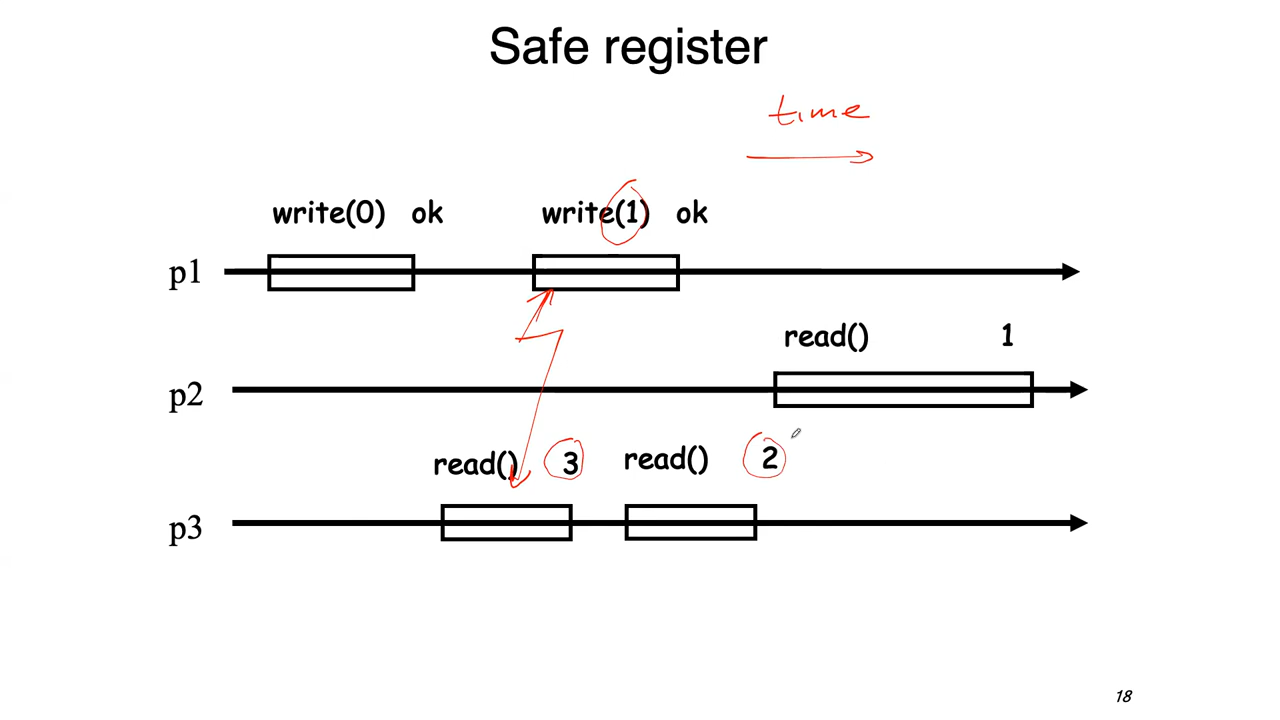 Safe register
time
write(0) ok write(1) ok
p1
read() 1
p2
read() 3 read() 2
p3
18